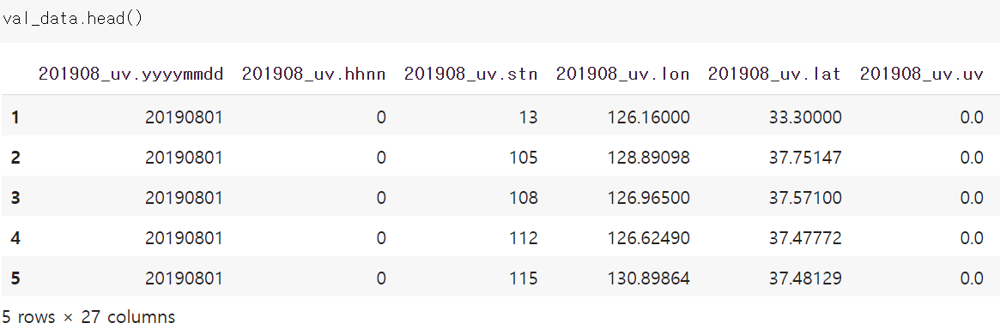 val_data.head()
201908_uv.yyyymmdd 201908_uv.hhnn 201908_uv.stn 201908_uv.lon 201908_uv.lat 201908_uv.uv
1 20190801 0 13 126.16000 33.30000 0.0
2 20190801 0 105 128.89098 37.75147 0.0
3 20190801 0 108 126.96500 37.57100 0.0
4 20190801 0 112 126.62490 37.47772 0.0
5 20190801 0 115 130.89864 37.48129 0.0
5 rows × 27 columns